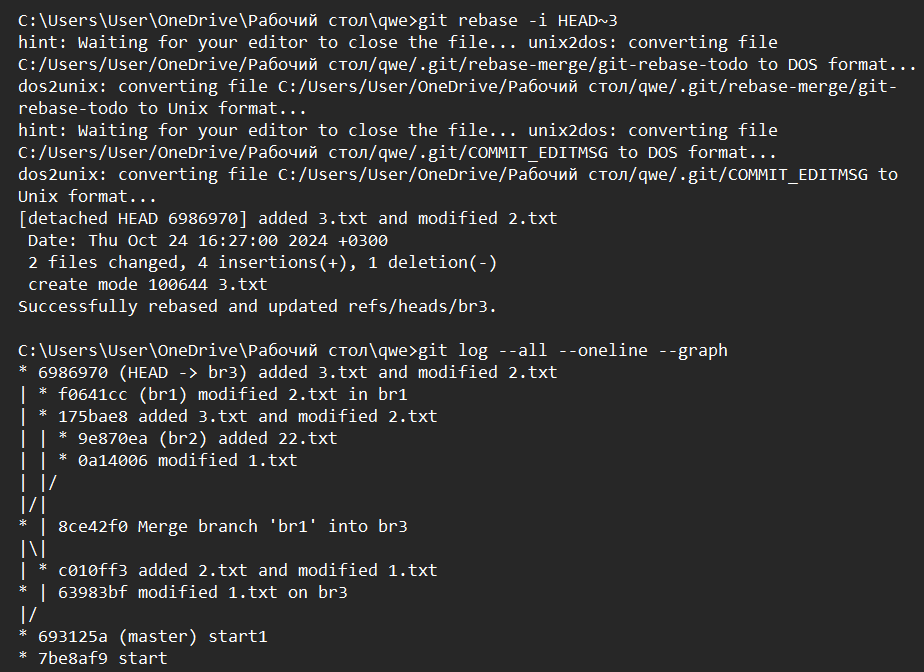 C:\Users\User\OneDrive\Рабочий стол\qwe>git rebase -i HEAD~3
hint: Waiting for your editor to close the file... unix2dos: converting file
C:/Users/User/OneDrive/Рабочий стол/qwe/.git/rebase-merge/git-rebase-todo to DOS format...
dos2unix: converting file C:/Users/User/OneDrive/Рабочий стол/qwe/.git/rebase-merge/git-
rebase-todo to Unix format...
hint: Waiting for your editor to close the file... unix2dos: converting file
C:/Users/User/OneDrive/Рабочий стол/qwe/.git/COMMIT_EDITMSG to DOS format...
dos2unix: converting file C:/Users/User/OneDrive/Рабочий стол/qwe/.git/COMMIT_EDITMSG to
Unix format...
[detached HEAD 6986970] added 3.txt and modified 2.txt
 Date: Thu Oct 24 16:27:00 2024 +0300
 2 files changed, 4 insertions(+), 1 deletion(-)
 create mode 100644 3.txt
Successfully rebased and updated refs/heads/br3.

C:\Users\User\OneDrive\Рабочий стол\qwe>git log --all --oneline --graph
* 6986970 (HEAD -> br3) added 3.txt and modified 2.txt
| * f0641cc (br1) modified 2.txt in br1
| * 175bae8 added 3.txt and modified 2.txt
| | * 9e870ea (br2) added 22.txt
| | * 0a14006 modified 1.txt
| |/
|/|
* | 8ce42f0 Merge branch 'br1' into br3
|\|
| * c010ff3 added 2.txt and modified 1.txt
* | 63983bf modified 1.txt on br3
|/
* 693125a (master) start1
* 7be8af9 start